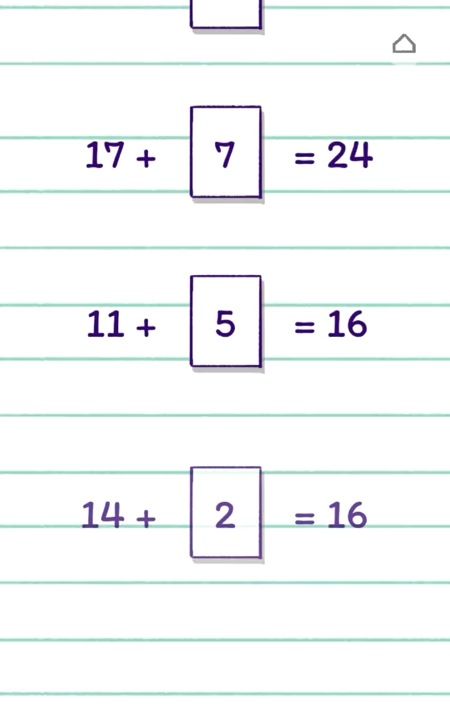 17 + 7 = 24
11 + 5 = 16
14 + 2 = 16